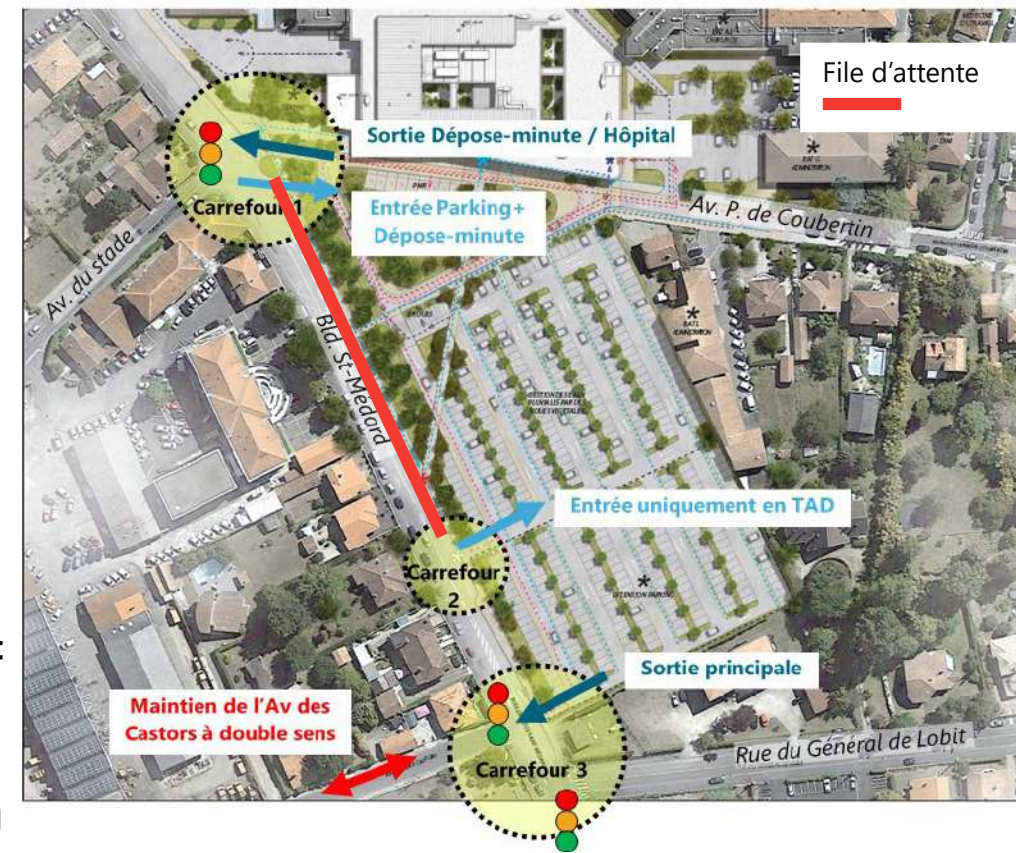 File d'attente
Sortie Dépose-minute / Hôpital
Carrefour 1
Entrée Parking+
Dépose-minute
Av. P. de Coubertin
Av. du stade
Bld. St-Médard
Entrée uniquement en TAD
Carrefour
2
EXTENSION PARKING
Sortie principale
Maintien de l'Av des
Castors à double sens
Carrefour 3
Rue du Général de Lobit